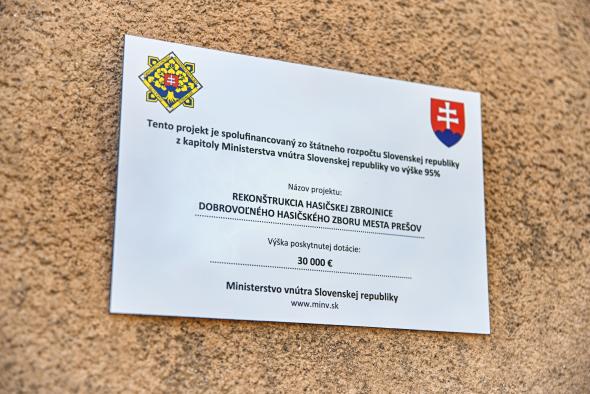 Tento projekt je spolufinancovaný zo štátneho rozpočtu Slovenskej republiky
z kapitoly Ministerstva vnútra Slovenskej republiky vo výške 95%
Názov projektu:
REKONŠTRUKCIA HASIČSKEJ ZBROJNICE
DOBROVOĽNÉHO HASIČSKÉHO ZBORU MESTA PREŠOV
Výška poskytnutej dotácie:
30 000 €
Ministerstvo vnútra Slovenskej republiky
www.minv.sk